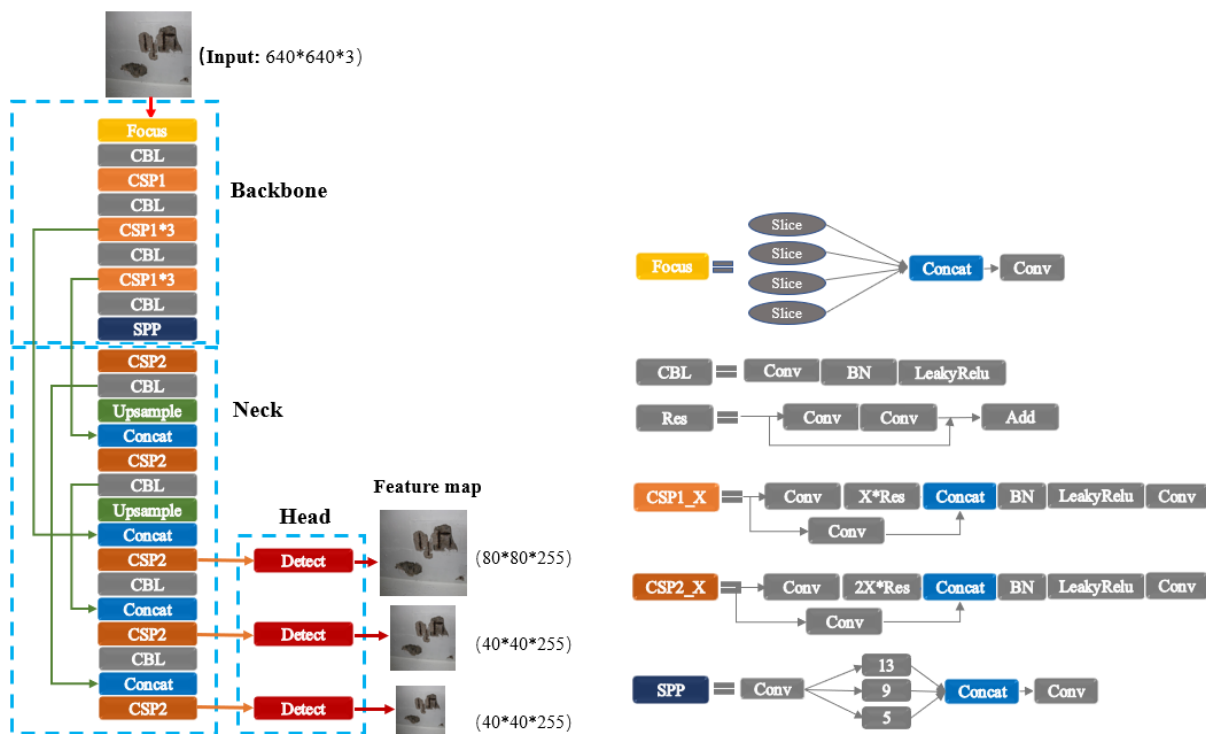 (Input: 640*640*3)
Focus
CBL
CSP1
CBL
CSP1*3
CBL
CSP1*3
CBL
SPP
Backbone
CSP2
CBL
Upsample
Concat
CSP2
CBL
Upsample
Concat
CSP2
CBL
Concat
CSP2
CBL
Concat
CSP2
Neck
Head
Detect
Detect
Detect
Feature map
(80*80*255)
(40*40*255)
(40*40*255)
Focus = Slice Slice Slice Slice Concat Conv
CBL = Conv BN LeakyRelu
Res = Conv Conv Add
CSP1_X = Conv X*Res Concat BN LeakyRelu Conv
Conv
CSP2_X = Conv 2X*Res Concat BN LeakyRelu Conv
Conv
SPP = Conv 13 9 5 Concat Conv